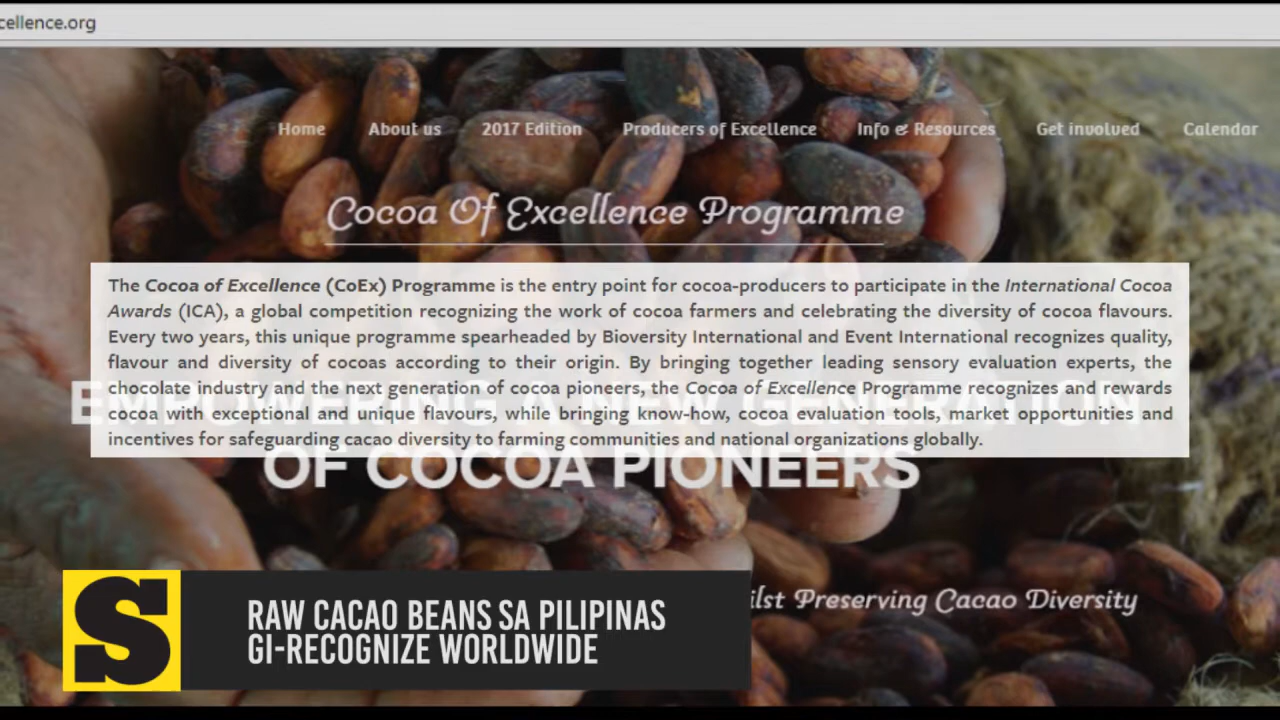 cellence.org
Home About us 2017 Edition Producers of Excellence Info & Resources Get involved Calendar
Cocoa Of Excellence Programme
The Cocoa of Excellence (CoEx) Programme is the entry point for cocoa-producers to participate in the International Cocoa
Awards (ICA), a global competition recognizing the work of cocoa farmers and celebrating the diversity of cocoa flavours.
Every two years, this unique programme spearheaded by Bioversity International and Event International recognizes quality,
flavour and diversity of cocoas according to their origin. By bringing together leading sensory evaluation experts, the
chocolate industry and the next generation of cocoa pioneers, the Cocoa of Excellence Programme recognizes and rewards
cocoa with exceptional and unique flavours, while bringing know-how, cocoa evaluation tools, market opportunities and
incentives for safeguarding cacao diversity to farming communities and national organizations globally.
EMPOWERING A NEW GENERATION
OF COCOA PIONEERS
ilst Preserving Cacao Diversity
S
RAW CACAO BEANS SA PILIPINAS
GI-RECOGNIZE WORLDWIDE